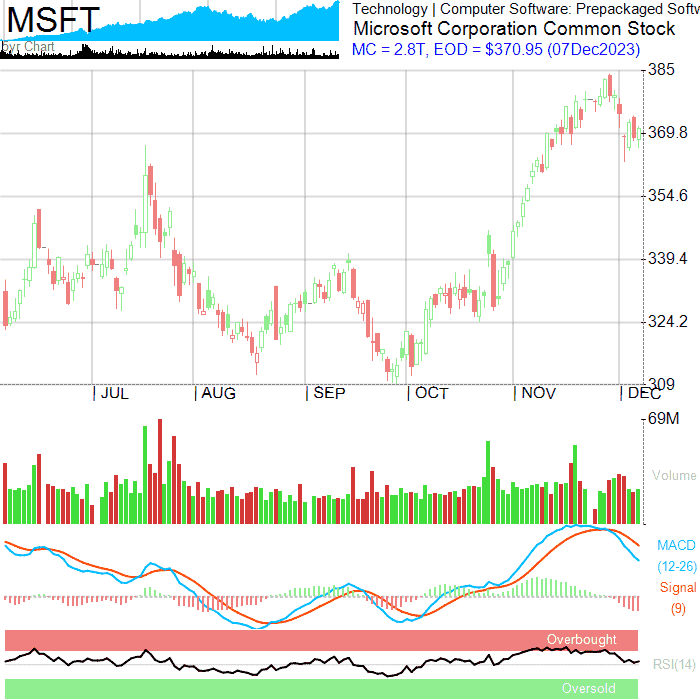 MSFT
Technology | Computer Software: Prepackaged Softw
Microsoft Corporation Common Stock
MC = 2.8T, EOD = $370.95 (07Dec2023)
Chart
385
369.8
354.6
339.4
324.2
309
JUL
AUG
SEP
OCT
NOV
DEC
69M
Volume
MACD
(12-26)
Signal
(9)
Overbought
RSI(14)
Oversold